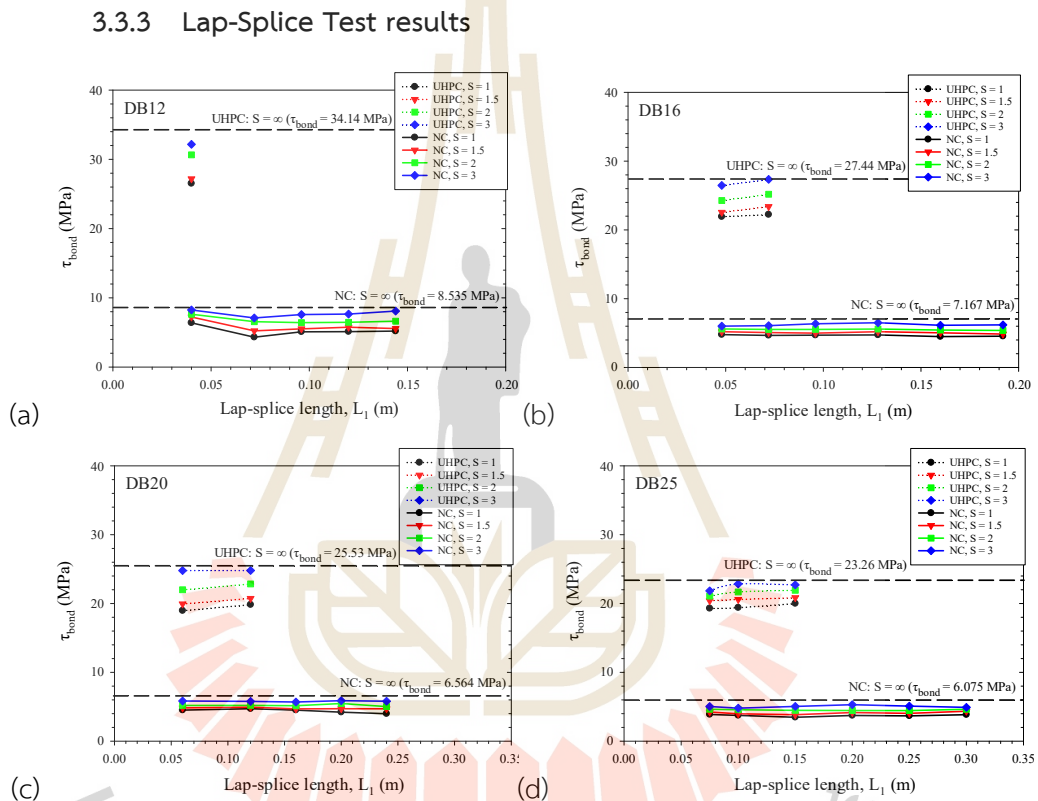 3.3.3 Lap-Splice Test results
DB12
UHPC, S = 1
UHPC, S = 1.5
UHPC, S = 2
UHPC, S = 3
NC, S = 1
NC, S = 1.5
NC, S = 2
NC, S = 3
UHPC: S = ∞ (τbond = 34.14 MPa)
NC: S = ∞ (τbond = 8.535 MPa)
τbond (MPa)
40
30
20
10
0
0.00 0.05 0.10 0.15 0.20
Lap-splice length, L1 (m)
(a)
DB16
UHPC, S = 1
UHPC, S = 1.5
UHPC, S = 2
UHPC, S = 3
NC, S = 1
NC, S = 1.5
NC, S = 2
NC, S = 3
UHPC: S = ∞ (τbond = 27.44 MPa)
NC: S = ∞ (τbond = 7.167 MPa)
τbond (MPa)
40
30
20
10
0
0.00 0.05 0.10 0.15 0.20
Lap-splice length, L1 (m)
(b)
DB20
UHPC, S = 1
UHPC, S = 1.5
UHPC, S = 2
UHPC, S = 3
NC, S = 1
NC, S = 1.5
NC, S = 2
NC, S = 3
UHPC: S = ∞ (τbond = 25.53 MPa)
NC: S = ∞ (τbond = 6.564 MPa)
τbond (MPa)
40
30
20
10
0
0.00 0.05 0.10 0.15 0.20 0.25 0.30 0.3
Lap-splice length, L1 (m)
(c)
DB25
UHPC, S = 1
UHPC, S = 1.5
UHPC, S = 2
UHPC, S = 3
NC, S = 1
NC, S = 1.5
NC, S = 2
NC, S = 3
UHPC: S = ∞ (τbond = 23.26 MPa)
NC: S = ∞ (τbond = 6.075 MPa)
τbond (MPa)
40
30
20
10
0
0.00 0.05 0.10 0.15 0.20 0.25 0.30 0.35
Lap-splice length, L1 (m)
(d)